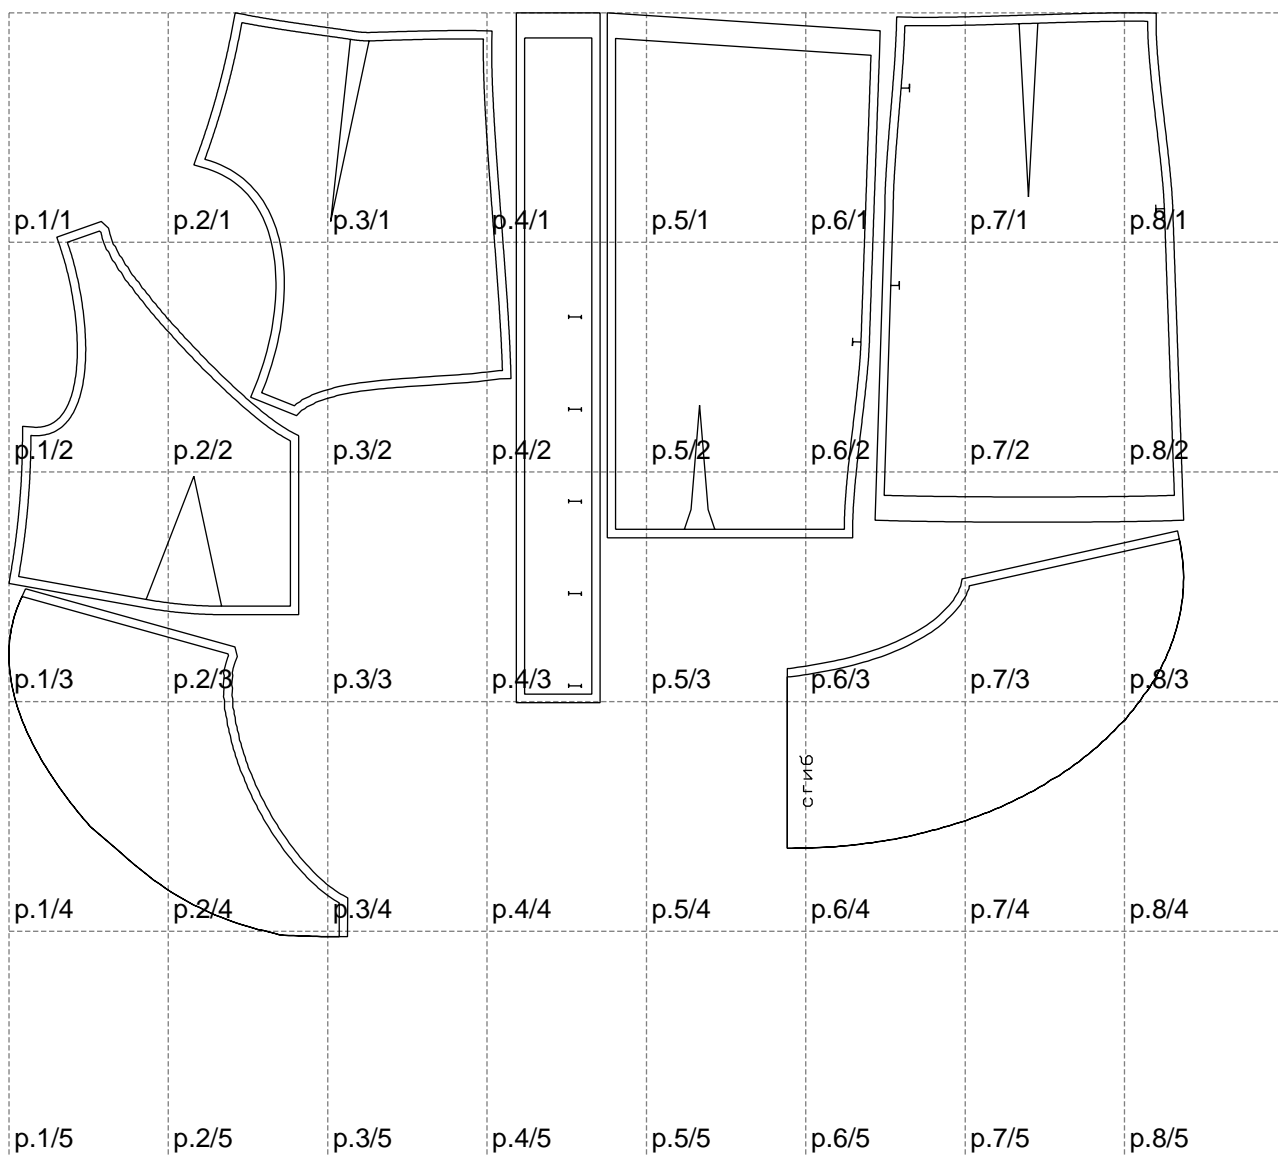 p.1/1 p.2/1 p.3/1 p.4/1 p.5/1 p.6/1 p.7/1 p.8/1
p.1/2 p.2/2 p.3/2 p.4/2 p.5/2 p.6/2 p.7/2 p.8/2
p.1/3 p.2/3 p.3/3 p.4/3 p.5/3 p.6/3 p.7/3 p.8/3
сгиб
p.1/4 p.2/4 p.3/4 p.4/4 p.5/4 p.6/4 p.7/4 p.8/4
p.1/5 p.2/5 p.3/5 p.4/5 p.5/5 p.6/5 p.7/5 p.8/5